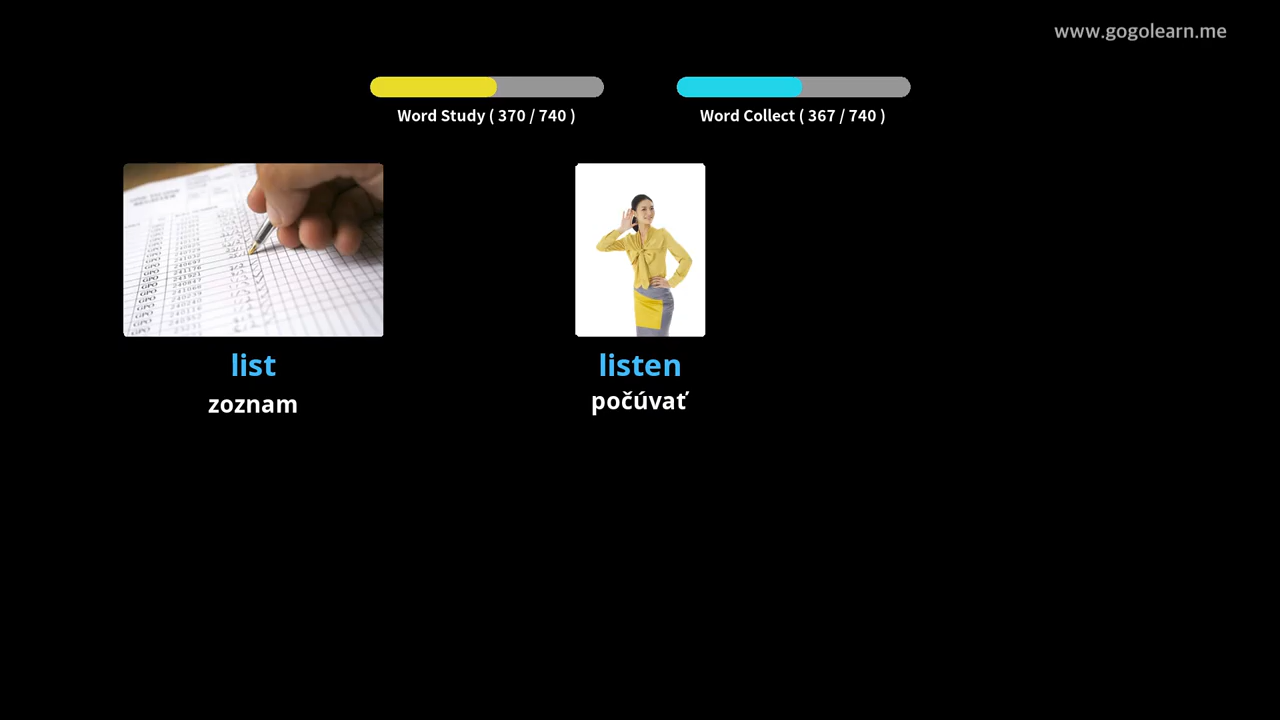 www.gogolearn.me
Word Study ( 370 / 740 )
Word Collect ( 367 / 740 )
list
zoznam
listen
počúvať